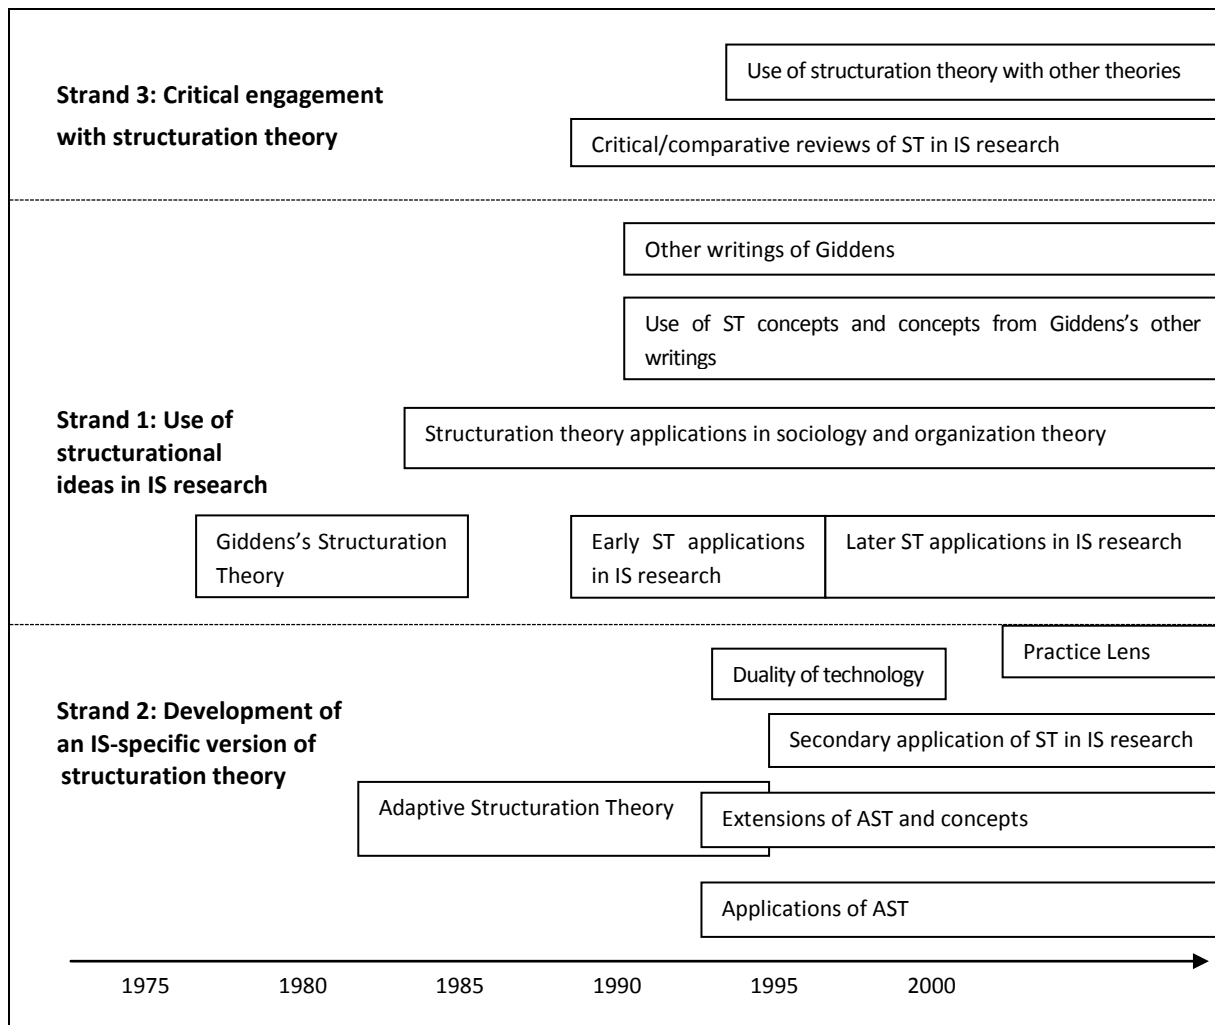 Use of structuration theory with other theories
Strand 3: Critical engagement
with structuration theory
Critical/comparative reviews of ST in IS research
Other writings of Giddens
Use of ST concepts and concepts from Giddens's other
writings
Strand 1: Use of
structurational
ideas in IS research
Structuration theory applications in sociology and organization theory
Giddens's Structuration
Theory
Early ST applications
in IS research
Later ST applications in IS research
Practice Lens
Duality of technology
Strand 2: Development of
an IS-specific version of
structuration theory
Secondary application of ST in IS research
Adaptive Structuration Theory
Extensions of AST and concepts
Applications of AST
1975 1980 1985 1990 1995 2000